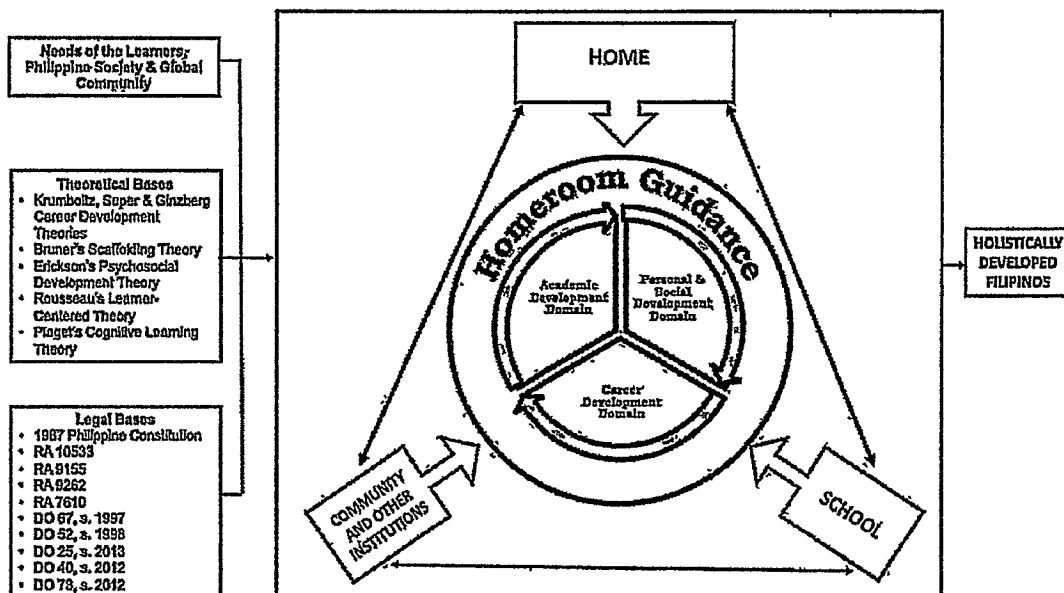 Needs of the Learners,
Philippine Society & Global
Community
Theoretical Bases
• Krumboltz, Super & Ginzberg
Career Development
Theories
• Bruner's Scaffolding Theory
• Erickson's Psychosocial
Development Theory
• Rousseau's Learner-
Centered Theory
• Piaget's Cognitive Learning
Theory
Legal Bases
• 1987 Philippine Constitution
• RA 10533
• RA 9155
• RA 9262
• RA 7610
• DO 67, s. 1997
• DO 52, s. 1998
• DO 25, s. 2013
• DO 40, s. 2012
• DO 73, s. 2012
HOME
Homeroom Guidance
Academic
Development
Domain
Personal &
Social
Development
Domain
Career
Development
Domain
COMMUNITY
AND OTHER
INSTITUTIONS
SCHOOL
HOLISTICALLY
DEVELOPED
FILIPINOS